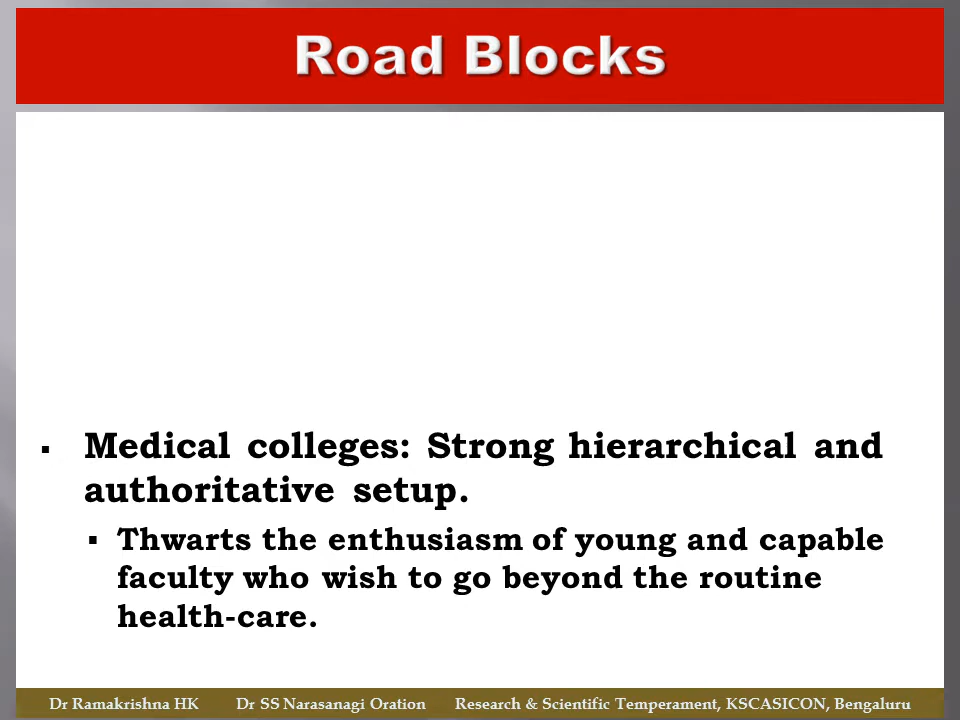 Road Blocks
▪ Medical colleges: Strong hierarchical and
authoritative setup.
▪ Thwarts the enthusiasm of young and capable
faculty who wish to go beyond the routine
health-care.
Dr Ramakrishna HK Dr SS Narasanagi Oration Research & Scientific Temperament, KSCASICON, Bengaluru